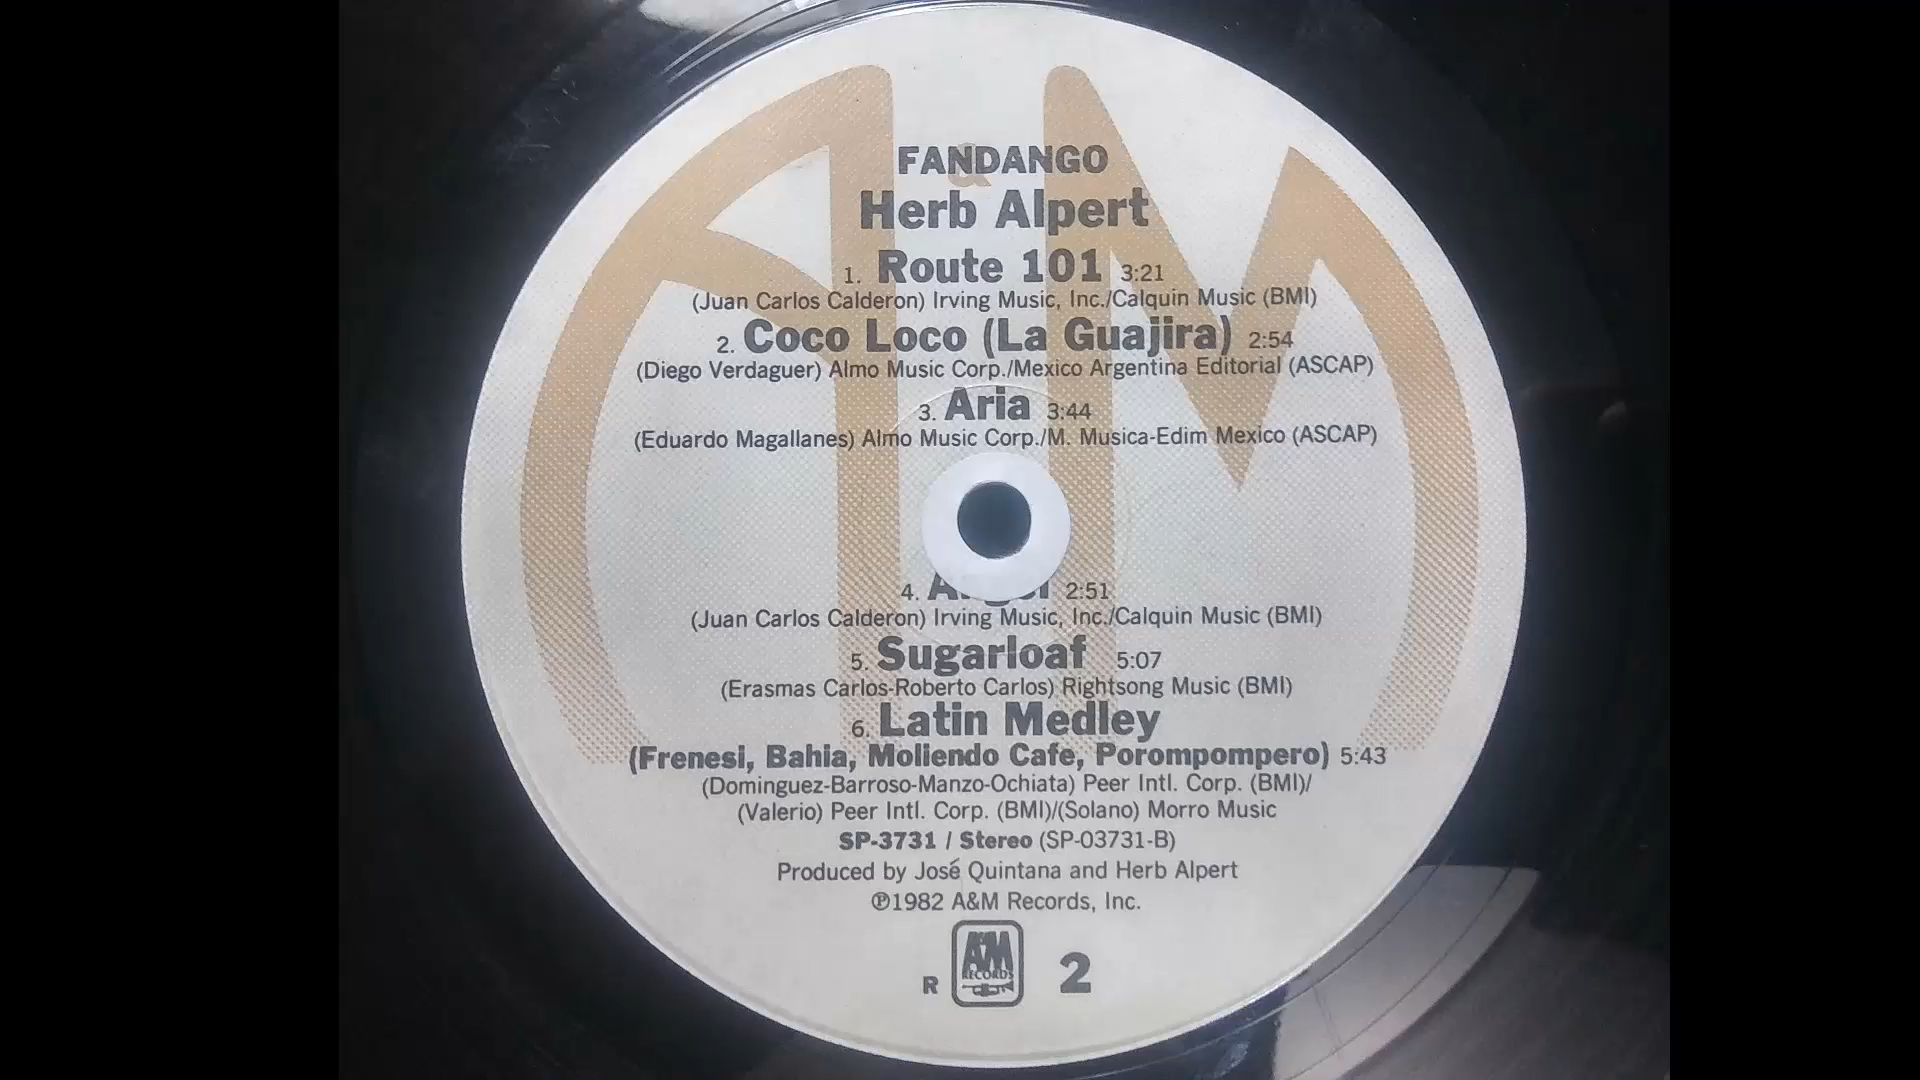 FANDANGO
Herb Alpert
1. Route 101 3:21
(Juan Carlos Calderon) Irving Music, Inc./Calquin Music (BMI)
2. Coco Loco (La Guajira) 2:54
(Diego Verdaguer) Almo Music Corp./Mexico Argentina Editorial (ASCAP)
3. Aria 3:44
(Eduardo Magallanes) Almo Music Corp./M. Musica-Edim Mexico (ASCAP)
4. 2:51
(Juan Carlos Calderon) Irving Music, Inc./Calquin Music (BMI)
5. Sugarloaf 5:07
(Erasmas Carlos-Roberto Carlos) Rightsong Music (BMI)
6. Latin Medley
(Frenesi, Bahia, Moliendo Cafe, Porompompero) 5:43
(Dominguez-Barroso-Manzo-Ochiata) Peer Intl. Corp. (BMI)/
(Valerio) Peer Intl. Corp. (BMI)/(Solano) Morro Music
SP-3731 / Stereo (SP-03731-B)
Produced by José Quintana and Herb Alpert
℗1982 A&M Records, Inc.
R A&M RECORDS 2